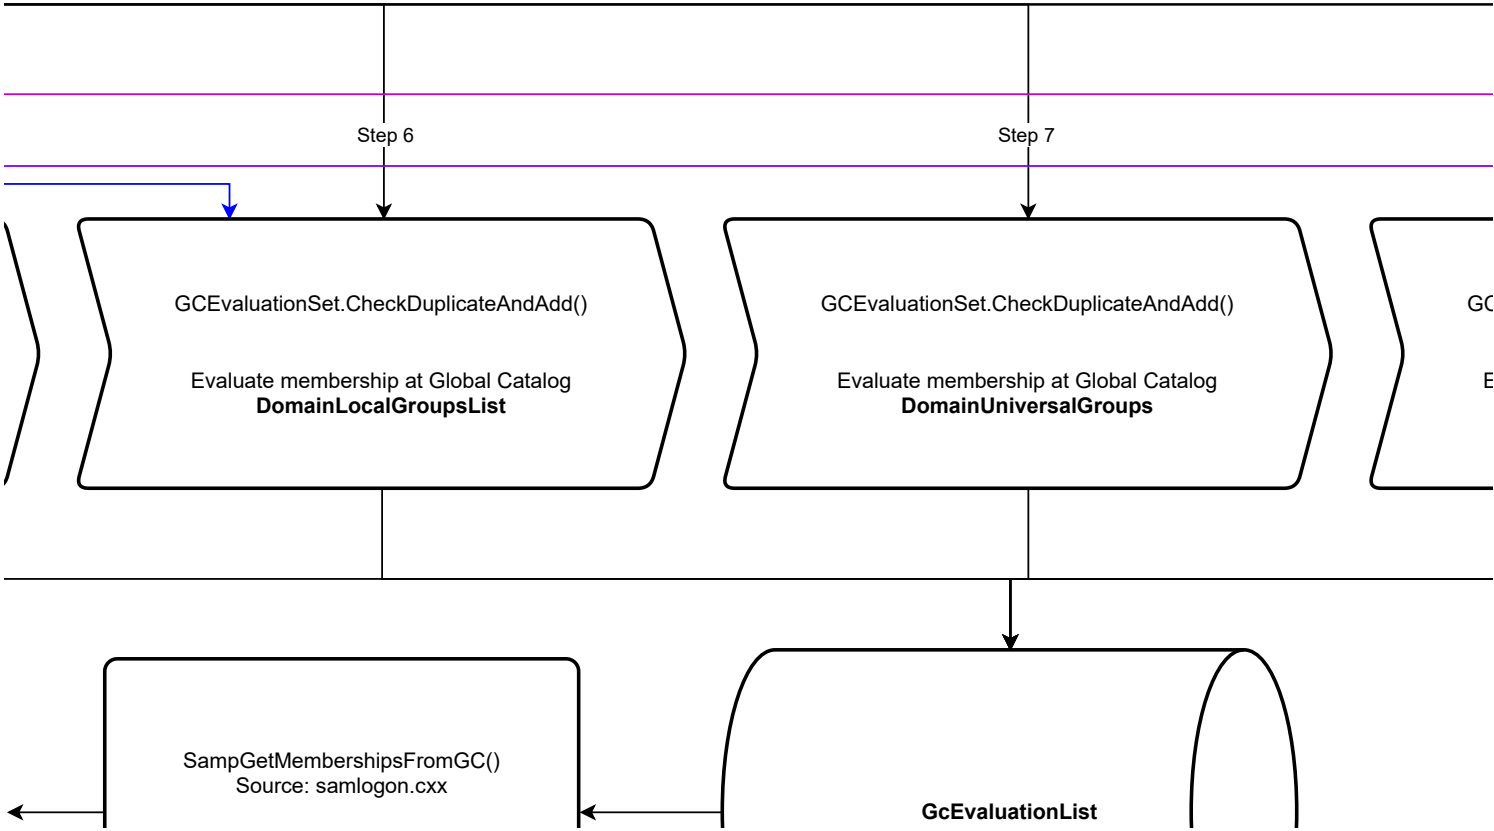 Step 6
Step 7
GCEvaluationSet.CheckDuplicateAndAdd()
Evaluate membership at Global Catalog
DomainLocalGroupsList
GCEvaluationSet.CheckDuplicateAndAdd()
Evaluate membership at Global Catalog
DomainUniversalGroups
SampGetMembershipsFromGC()
Source: samlogon.cxx
GcEvaluationList